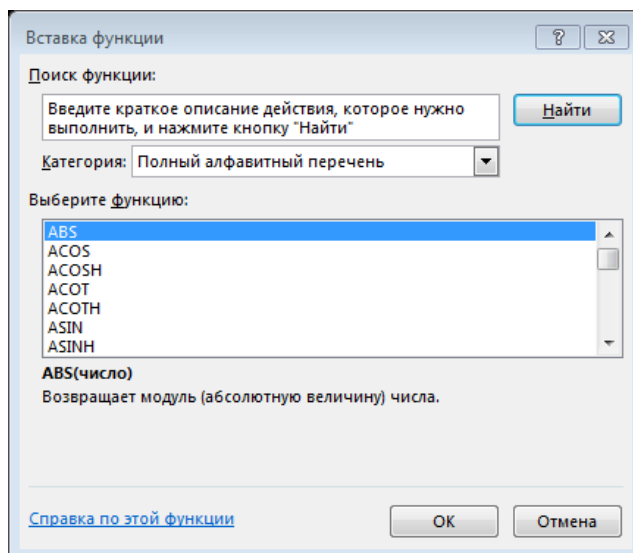 Вставка функции
Поиск функции:
Введите краткое описание действия, которое нужно
выполнить, и нажмите кнопку "Найти"
Найти
Категория: Полный алфавитный перечень
Выберите функцию:
ABS
ACOS
ACOSH
ACOT
ACOTH
ASIN
ASINH
ABS(число)
Возвращает модуль (абсолютную величину) числа.
Справка по этой функции
ОК
Отмена